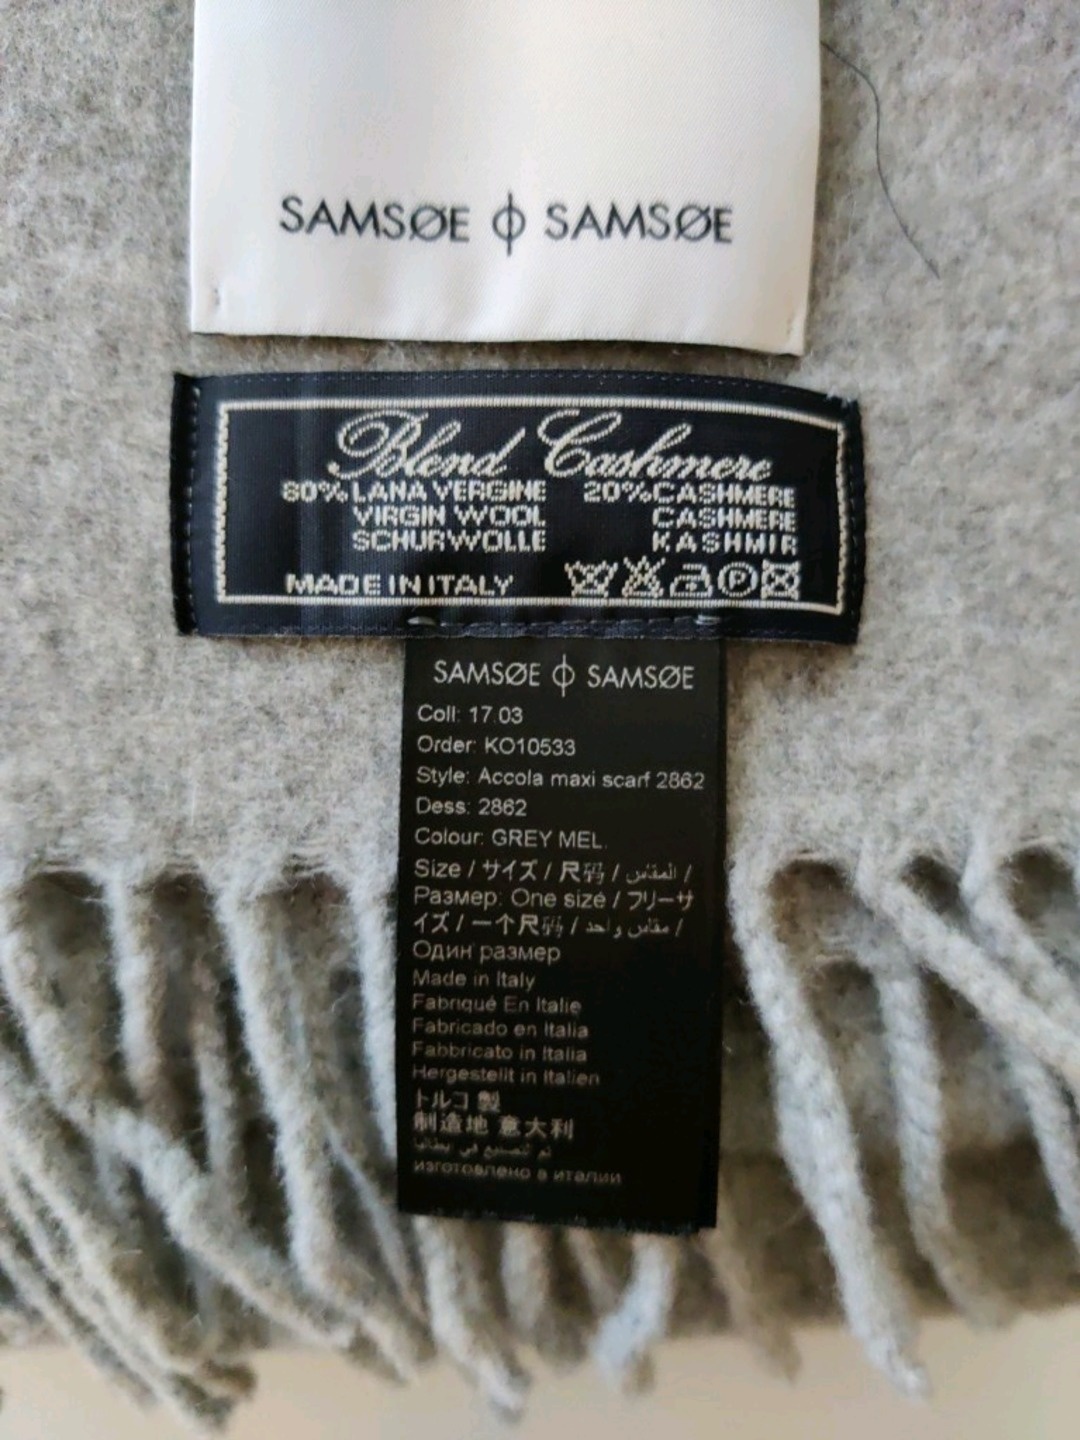 SAMSØE ϕ SAMSØE
Blend Cashmere
80% LANA VERGINE 20% CASHMERE
VIRGIN WOOL CASHMERE
SCHURWOLLE KASHMIR
MADE IN ITALY P
SAMSØE ϕ SAMSØE
Coll: 17.03
Order: KO10533
Style: Accola maxi scarf 2862
Dess: 2862
Colour: GREY MEL.
Size / サイズ / 尺码 / المقاس /
Размер: One size / フリーサ
イズ / 一个尺码 / مقاس واحد /
Один размер
Made in Italy
Fabriqué En Italie
Fabricado en Italia
Fabbricato in Italia
Hergestellt in Italien
トルコ 製
制造地 意大利
تم تصنيع في إيطاليا
изготовлено в италии